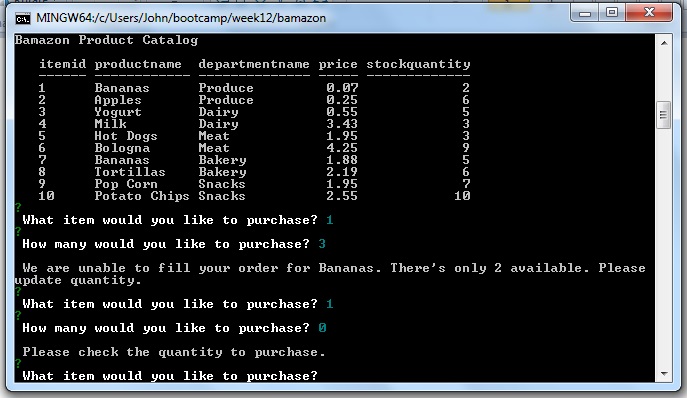 MINGW64:/c/Users/John/bootcamp/week12/bamazon
Bamazon Product Catalog
itemid productname departmentname price stockquantity
------ ------------ -------------- ----- -------------
1 Bananas Produce 0.07 2
2 Apples Produce 0.25 6
3 Yogurt Dairy 0.55 5
4 Milk Dairy 3.43 3
5 Hot Dogs Meat 1.95 3
6 Bologna Meat 4.25 9
7 Bananas Bakery 1.88 5
8 Tortillas Bakery 2.19 6
9 Pop Corn Snacks 1.95 7
10 Potato Chips Snacks 2.55 10
?
What item would you like to purchase? 1
?
How many would you like to purchase? 3
We are unable to fill your order for Bananas. There's only 2 available. Please
update quantity.
?
What item would you like to purchase? 1
?
How many would you like to purchase? 0
Please check the quantity to purchase.
?
What item would you like to purchase?